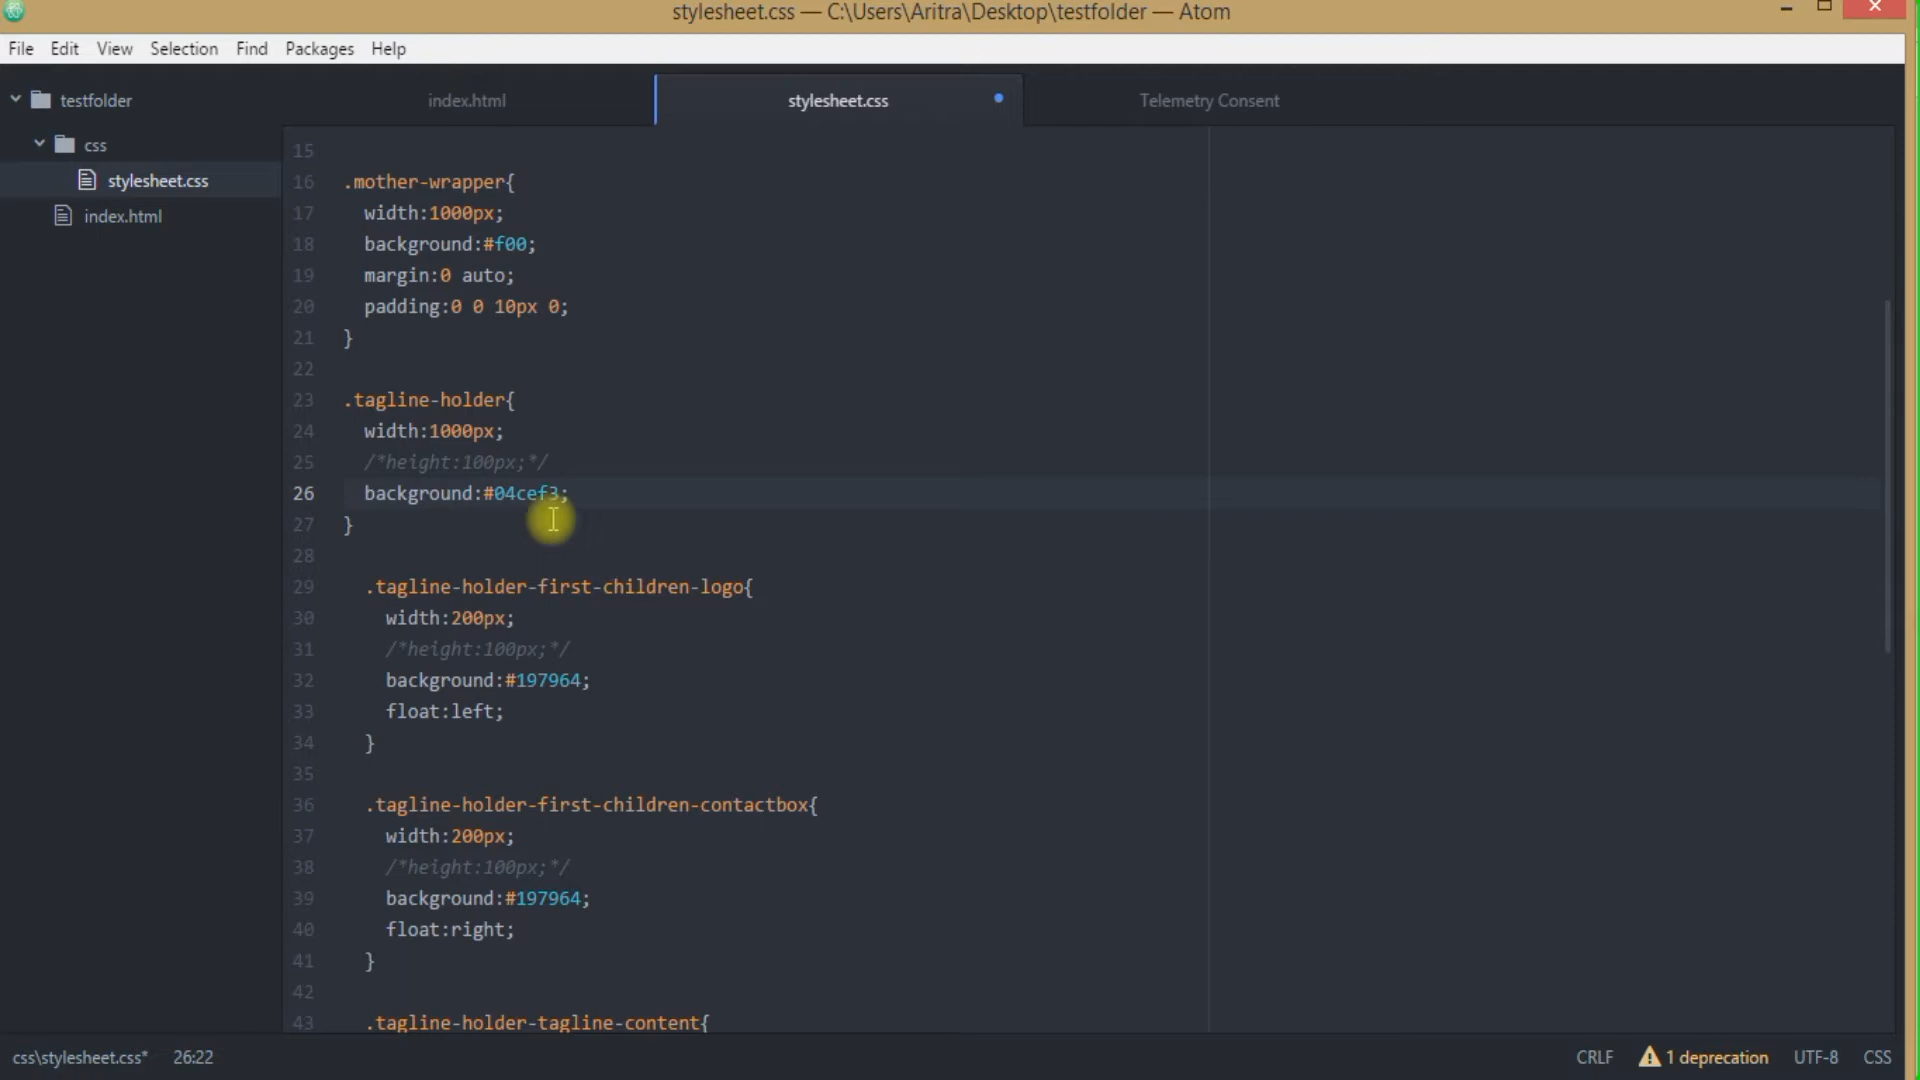 stylesheet.css — C:\Users\Aritra\Desktop\testfolder — Atom
File Edit View Selection Find Packages Help
testfolder
css
stylesheet.css
index.html
index.html stylesheet.css Telemetry Consent
15
16 .mother-wrapper{
17 width:1000px;
18 background:#f00;
19 margin:0 auto;
20 padding:0 0 10px 0;
21 }
22
23 .tagline-holder{
24 width:1000px;
25 /*height:100px;*/
26 background:#04cef3;
27 }
28
29 .tagline-holder-first-children-logo{
30 width:200px;
31 /*height:100px;*/
32 background:#197964;
33 float:left;
34 }
35
36 .tagline-holder-first-children-contactbox{
37 width:200px;
38 /*height:100px;*/
39 background:#197964;
40 float:right;
41 }
42
43 .tagline-holder-tagline-content{
css\stylesheet.css* 26:22 CRLF 1 deprecation UTF-8 CSS